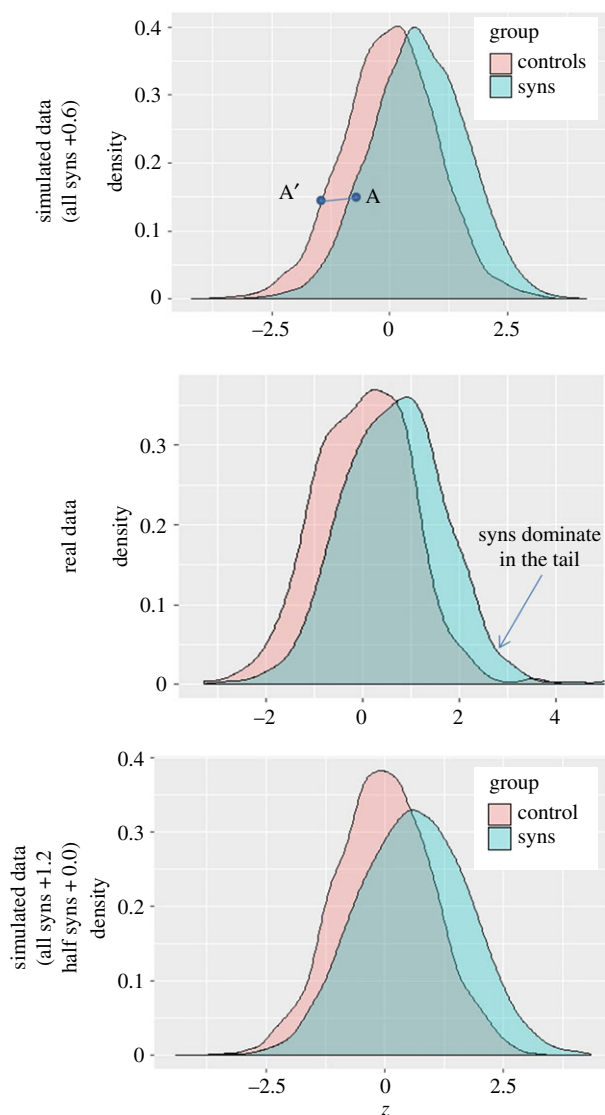 group
controls
syns
simulated data
(all syns +0.6)
density
0.4
0.3
0.2
0.1
0
A′
A
−2.5
0
2.5
real data
density
0.3
0.2
0.1
0
syns dominate
in the tail
−2
0
2
4
group
control
syns
simulated data
(all syns +1.2
half syns + 0.0)
density
0.4
0.3
0.2
0.1
0
−2.5
0
2.5
z